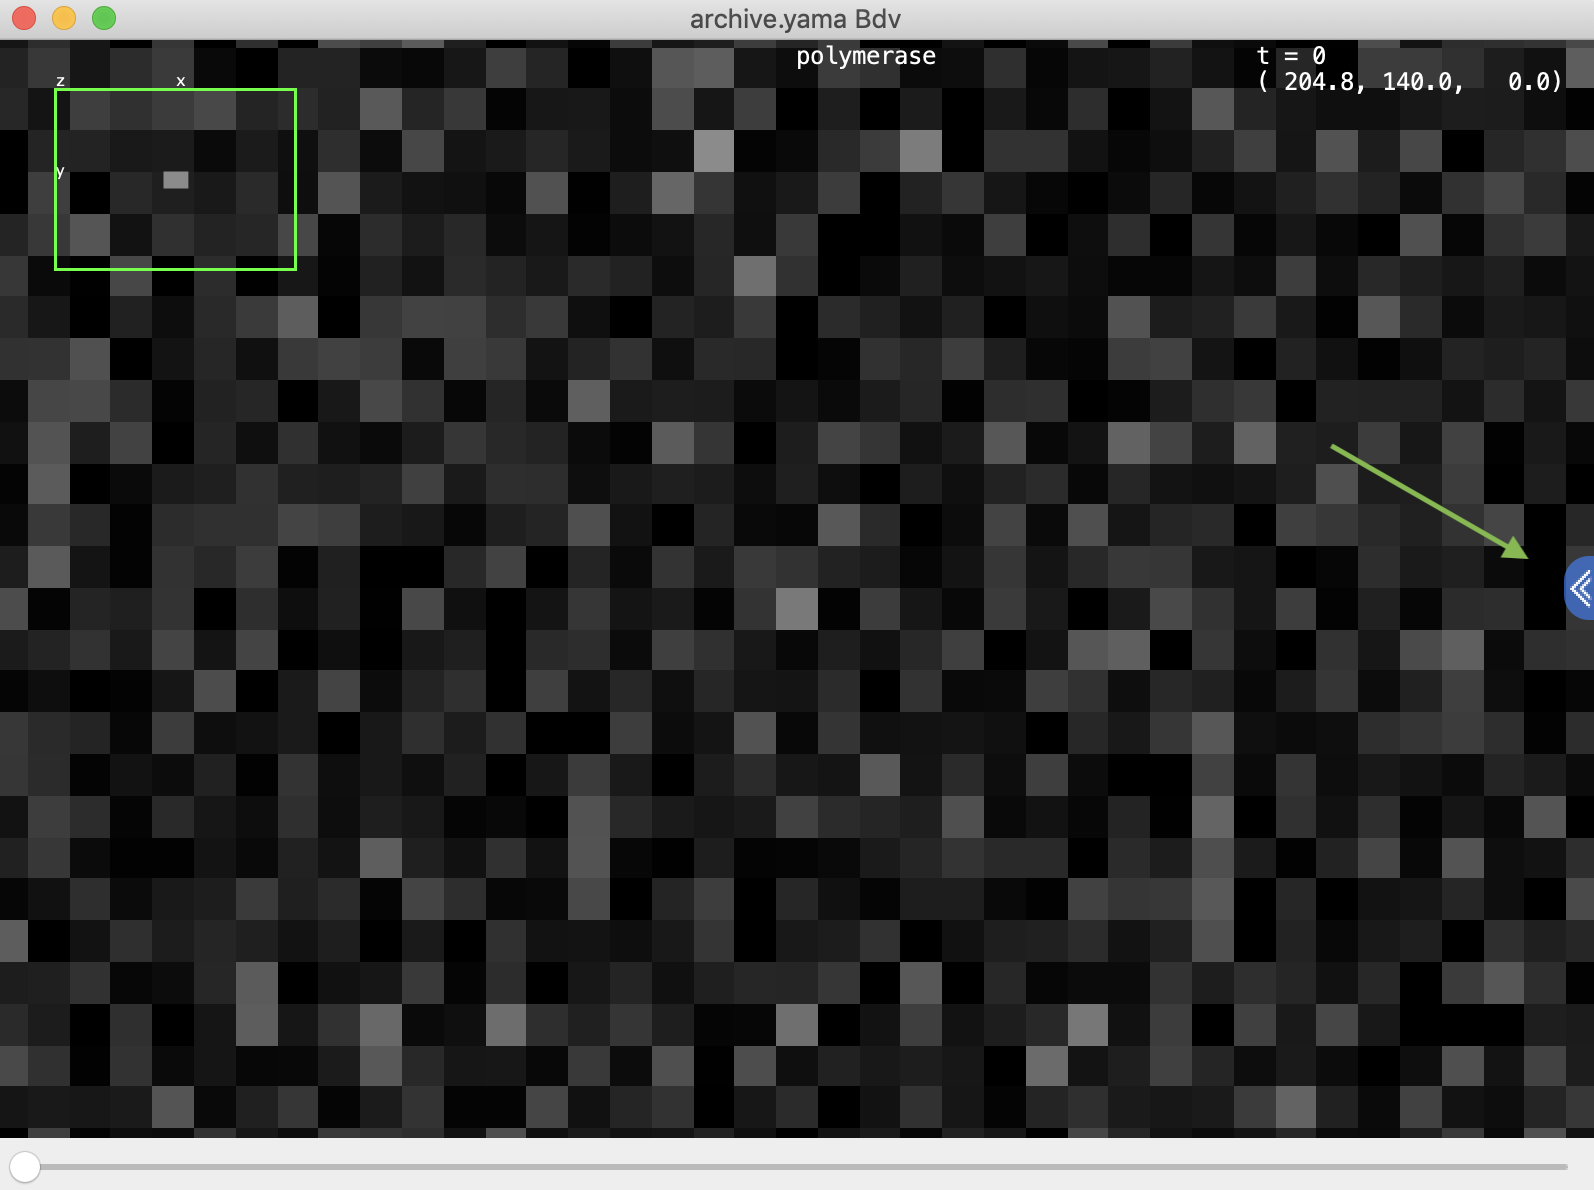 archive.yama Bdv
polymerase
t = 0
( 204.8, 140.0,   0.0)
z
x
y